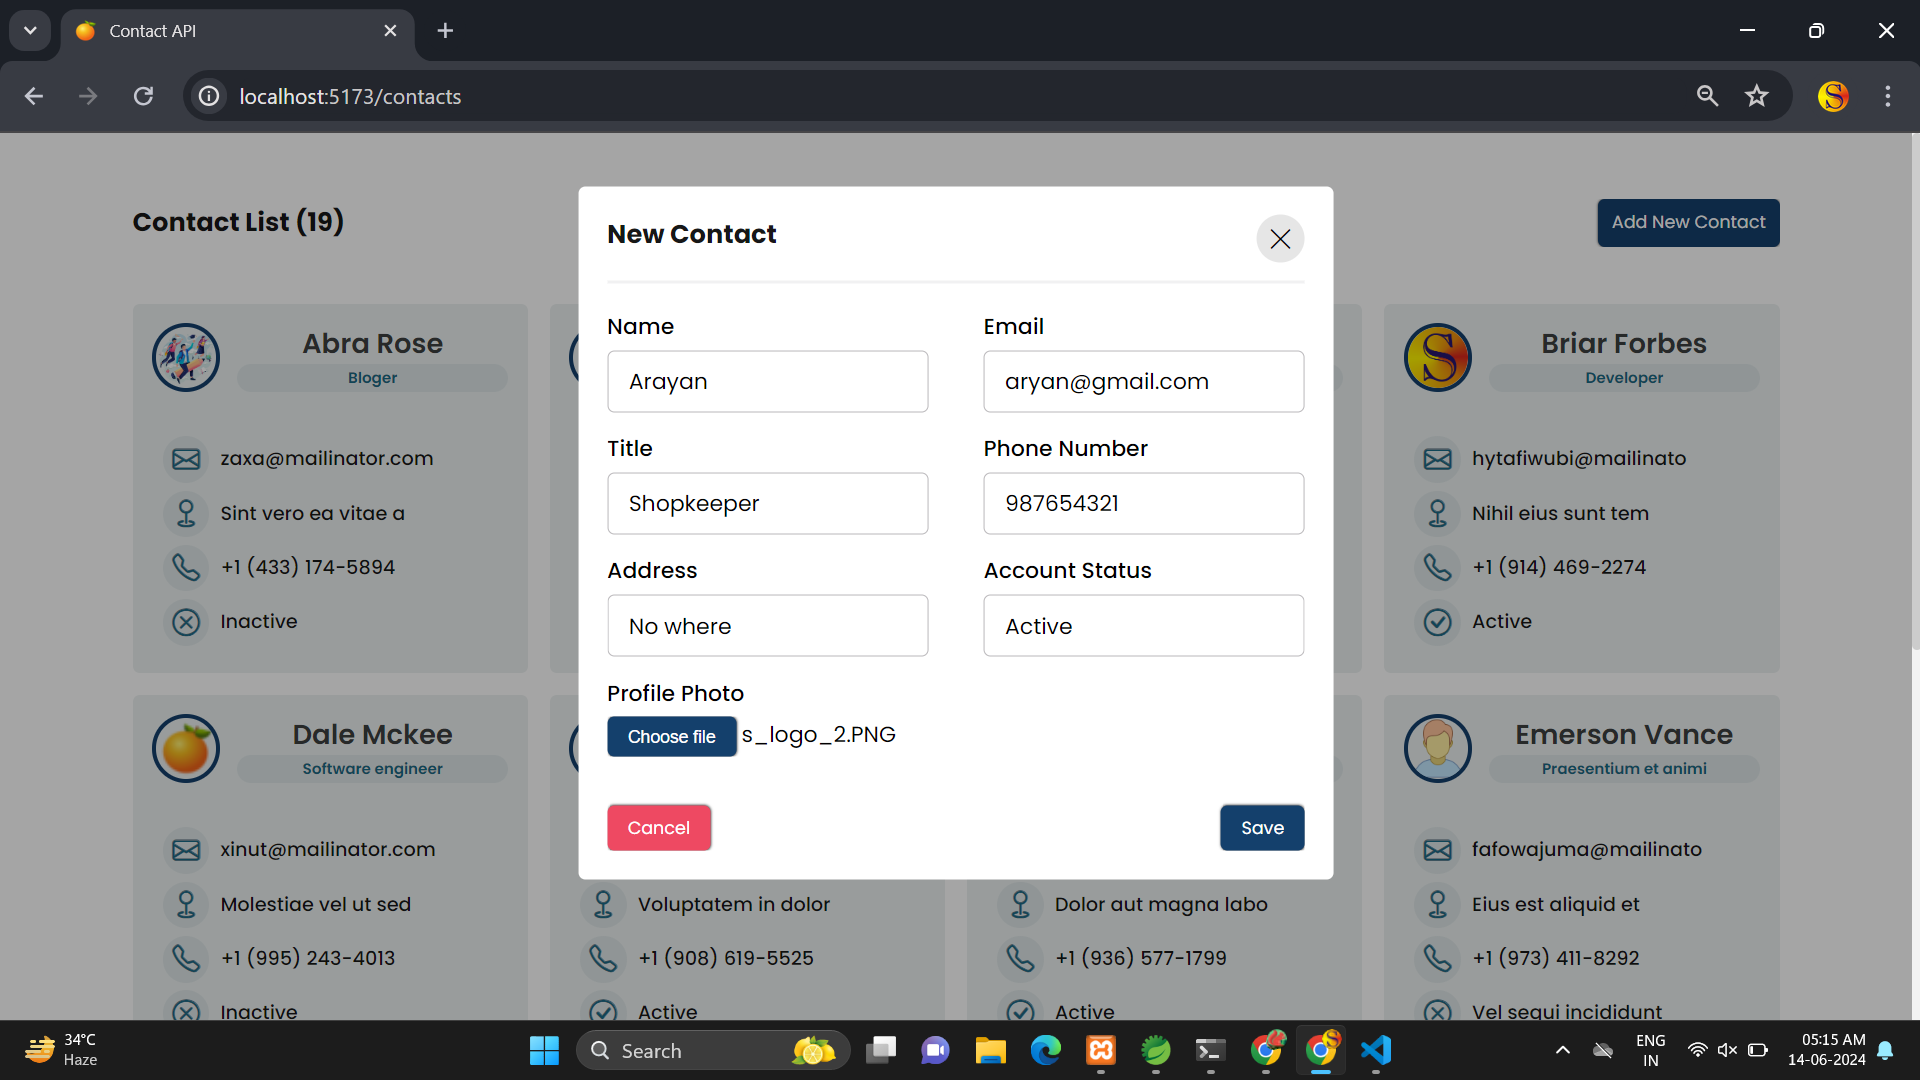 Contact API
localhost:5173/contacts
Contact List (19)
Add New Contact
New Contact
Name
Email
Arayan
aryan@gmail.com
Title
Phone Number
Shopkeeper
987654321
Address
Account Status
No where
Active
Profile Photo
Choose file s_logo_2.PNG
Cancel
Save
Abra Rose
Bloger
zaxa@mailinator.com
Sint vero ea vitae a
+1 (433) 174-5894
Inactive
Briar Forbes
Developer
hytafiwubi@mailinato
Nihil eius sunt tem
+1 (914) 469-2274
Active
Dale Mckee
Software engineer
xinut@mailinator.com
Molestiae vel ut sed
+1 (995) 243-4013
Inactive
Voluptatem in dolor
+1 (908) 619-5525
Active
Dolor aut magna labo
+1 (936) 577-1799
Active
Emerson Vance
Praesentium et animi
fafowajuma@mailinato
Eius est aliquid et
+1 (973) 411-8292
Vel sequi incididunt
34°C
Haze
Search
ENG
IN
05:15 AM
14-06-2024